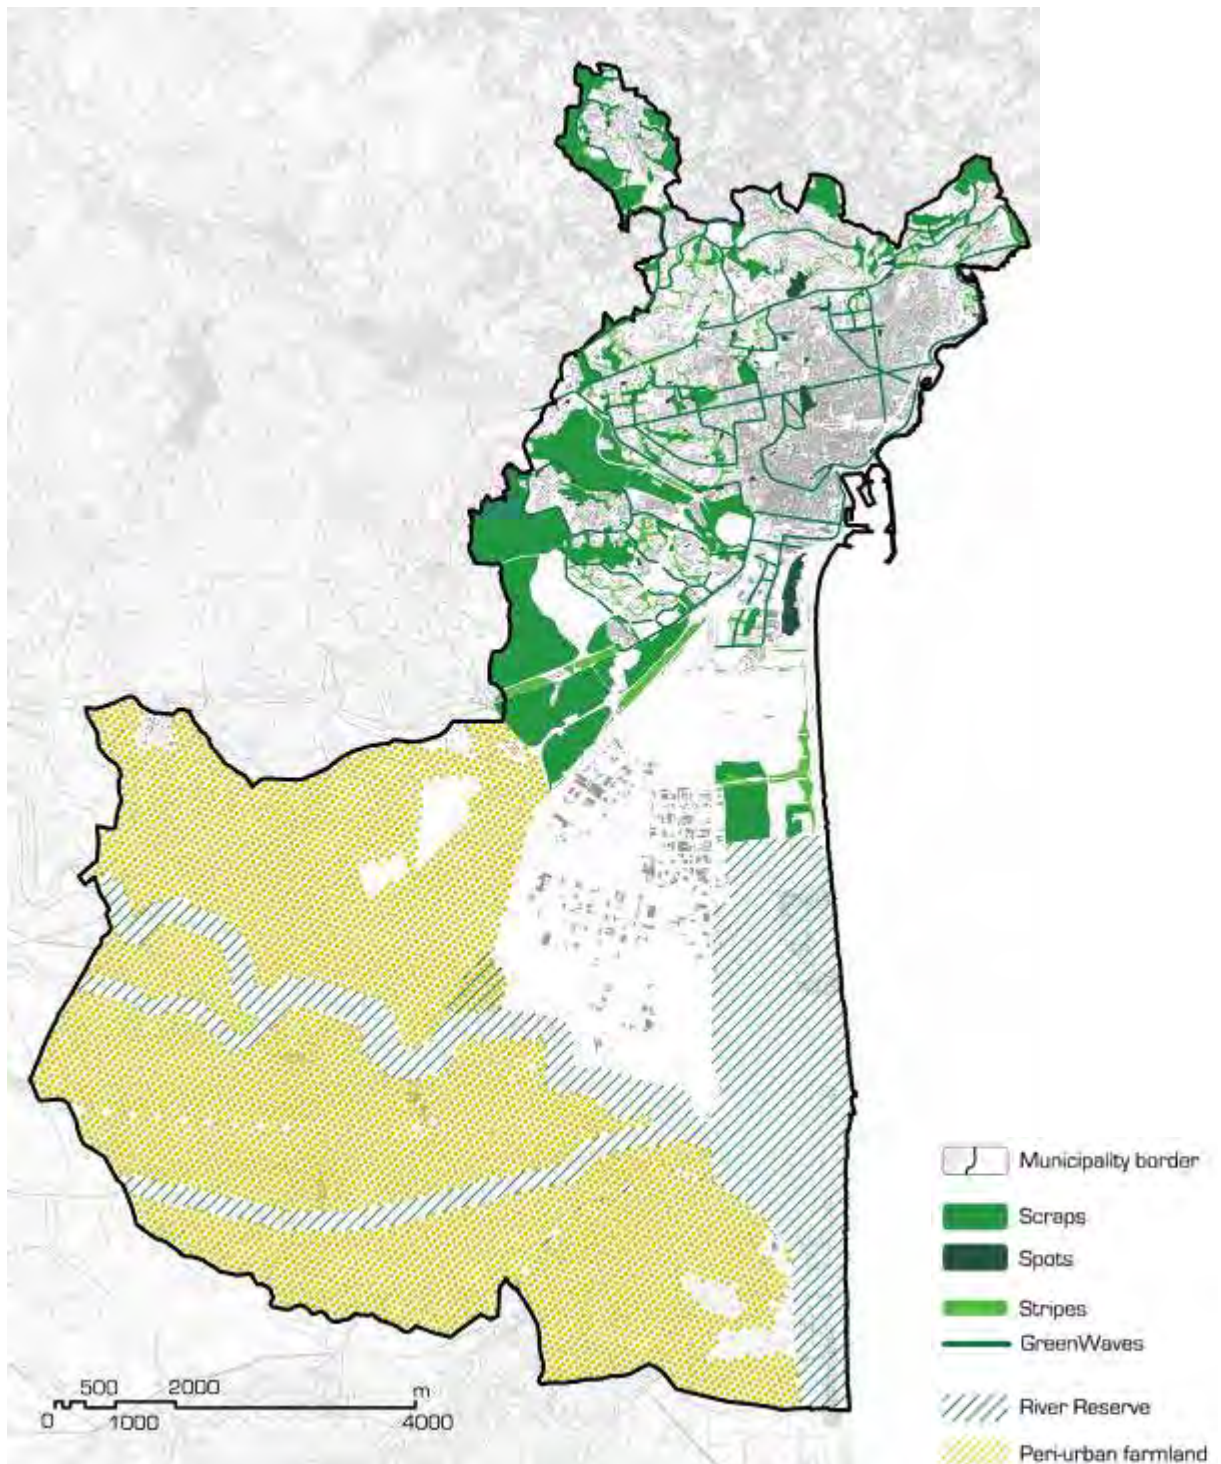 Municipality border
Scraps
Spots
Stripes
GreenWaves
River Reserve
Peri-urban farmland
500 2000 m
0 1000 4000